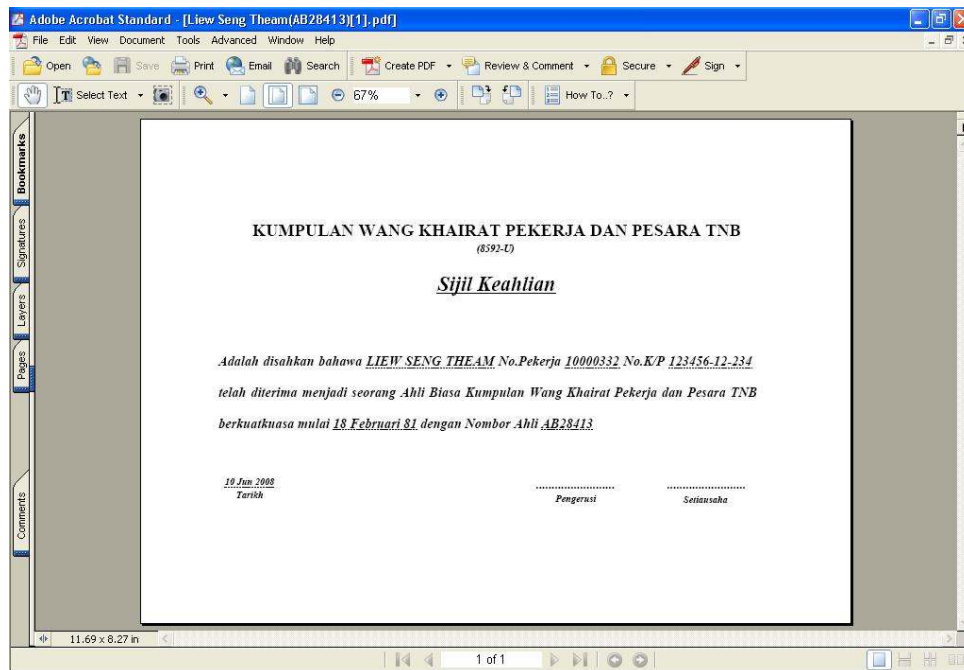 Adobe Acrobat Standard - [Liew Seng Theam(AB28413)[1].pdf]
File Edit View Document Tools Advanced Window Help
Open Save Print Email Search Create PDF Review & Comment Secure Sign
Select Text 67% How To..?
Bookmarks
Signatures
Layers
Pages
Comments
KUMPULAN WANG KHAIRAT PEKERJA DAN PESARA TNB
(8592-U)
Sijil Keahlian
Adalah disahkan bahawa LIEW SENG THEAM No.Pekerja 10000332 No.K/P 123456-12-234
telah diterima menjadi seorang Ahli Biasa Kumpulan Wang Khairat Pekerja dan Pesara TNB
berkuatkuasa mulai 18 Februari 81 dengan Nombor Ahli AB28413
10 Jun 2008
Tarikh Pengerusi Setiausaha
11.69 x 8.27 in
1 of 1